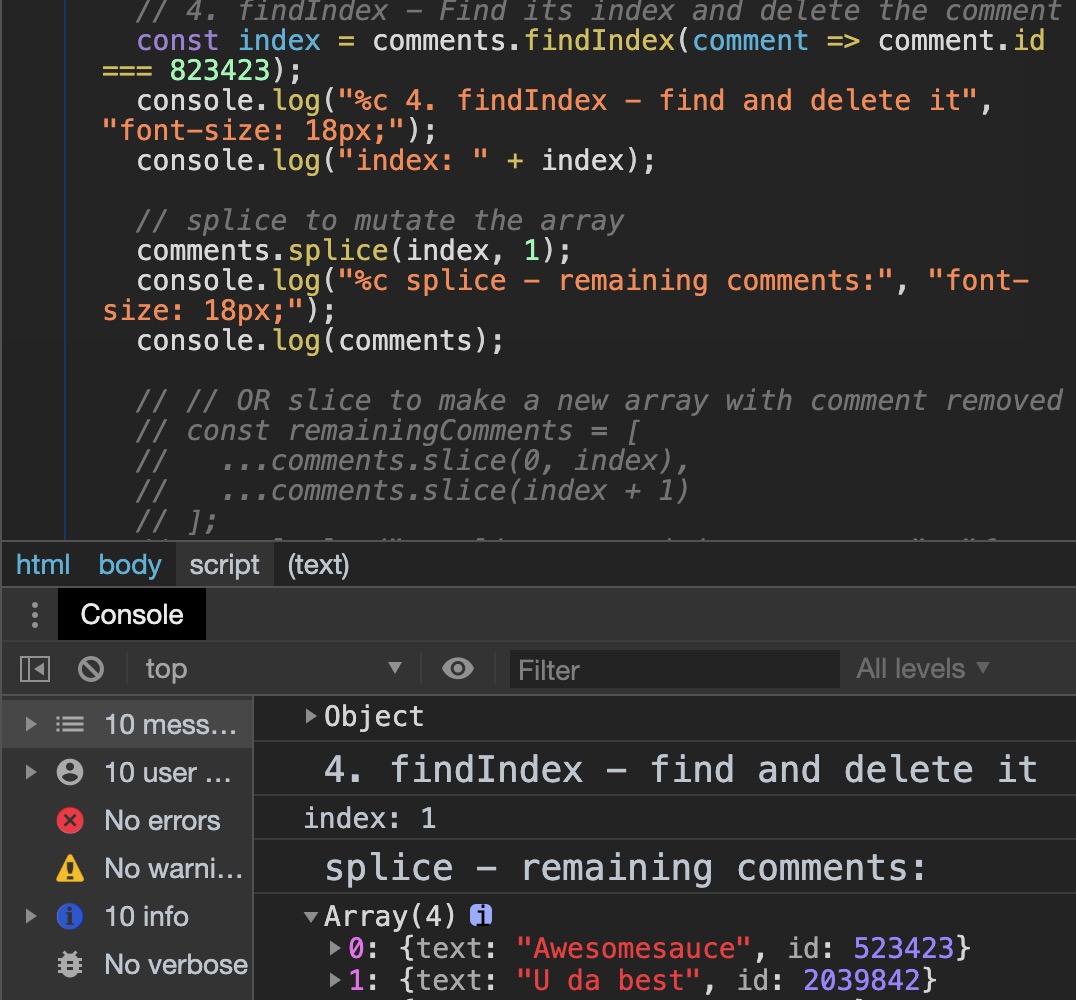 // 4. findIndex – Find its index and delete the comment
const index = comments.findIndex(comment => comment.id
=== 823423);
console.log("%c 4. findIndex – find and delete it",
"font-size: 18px;");
console.log("index: " + index);
// splice to mutate the array
comments.splice(index, 1);
console.log("%c splice – remaining comments:", "font-
size: 18px;");
console.log(comments);
// // OR slice to make a new array with comment removed
// const remainingComments = [
//   ...comments.slice(0, index),
//   ...comments.slice(index + 1)
// ];
html body script (text)
Console
top Filter All levels
10 mess...
10 user ...
No errors
No warni...
10 info
No verbose
Object
4. findIndex – find and delete it
index: 1
splice – remaining comments:
Array(4) i
0: {text: "Awesomesauce", id: 523423}
1: {text: "U da best", id: 2039842}